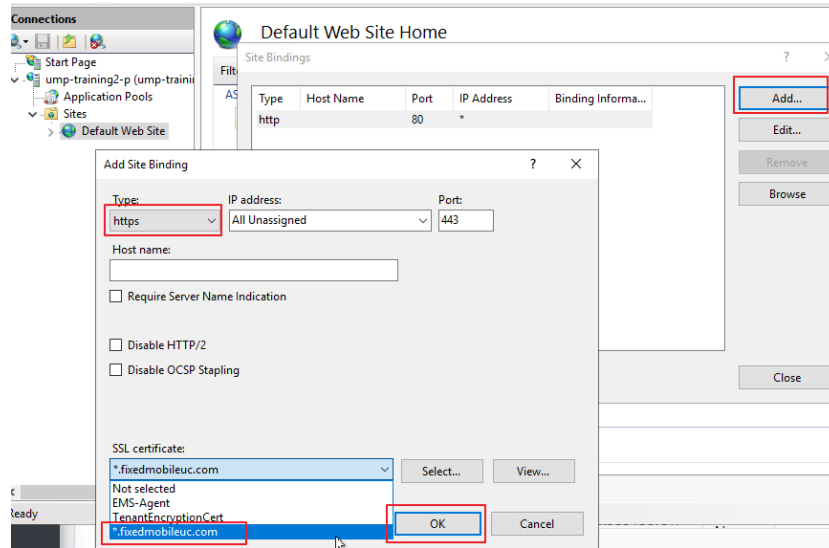 Connections
Start Page
ump-training2-p (ump-traini
Application Pools
Sites
Default Web Site
Ready
Default Web Site Home
Filt
AS
Site Bindings
?
Type Host Name Port IP Address Binding Informa...
http 80 *
Add...
Edit...
Remove
Browse
Close
Add Site Binding
?
Type: IP address: Port:
https All Unassigned 443
Host name:
Require Server Name Indication
Disable HTTP/2
Disable OCSP Stapling
SSL certificate:
*.fixedmobileuc.com Select... View...
Not selected
EMS-Agent
TenantEncryptionCert
*.fixedmobileuc.com
OK Cancel